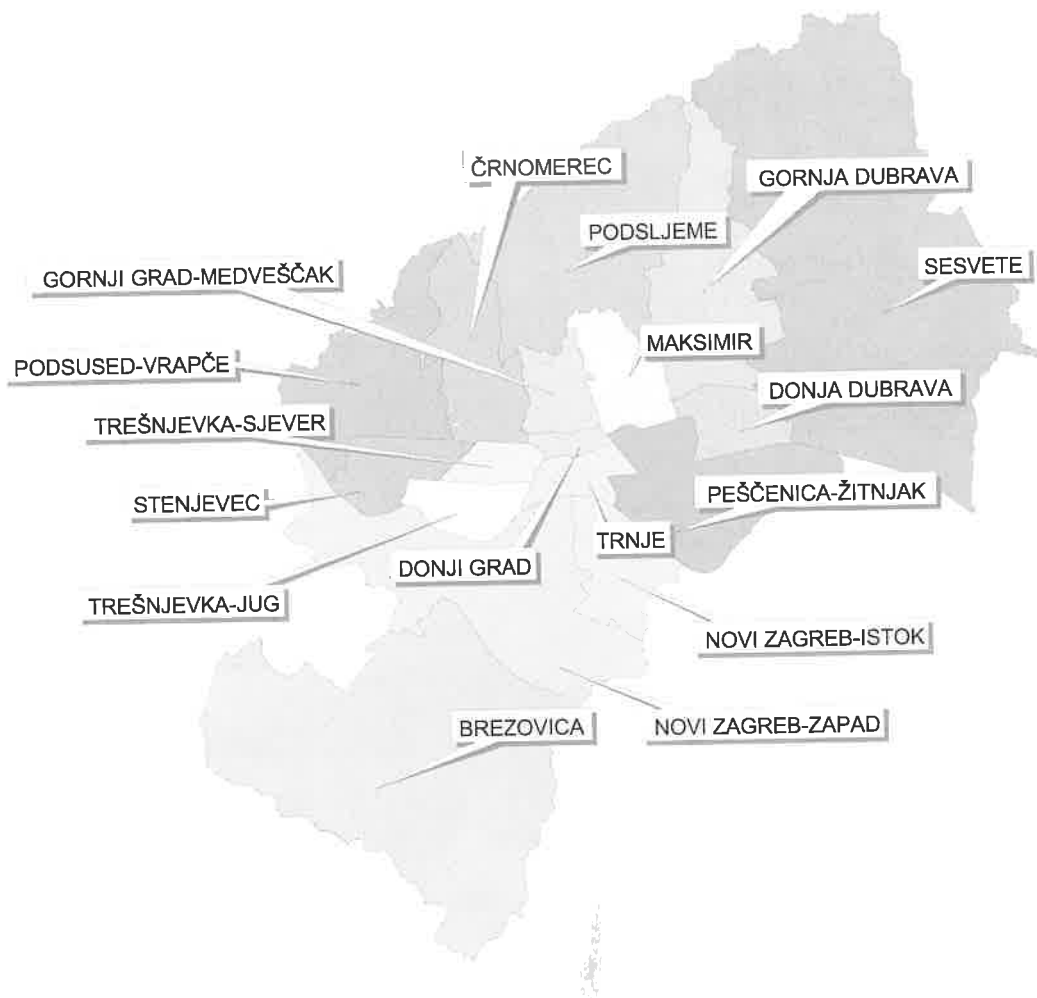 ČRNOMEREC
GORNJA DUBRAVA
PODSLJEME
SESVETE
GORNJI GRAD-MEDVEŠČAK
MAKSIMIR
PODSUSED-VRAPČE
DONJA DUBRAVA
TREŠNJEVKA-SJEVER
PEŠČENICA-ŽITNJAK
STENJEVEC
TRNJE
DONJI GRAD
TREŠNJEVKA-JUG
NOVI ZAGREB-ISTOK
BREZOVICA
NOVI ZAGREB-ZAPAD